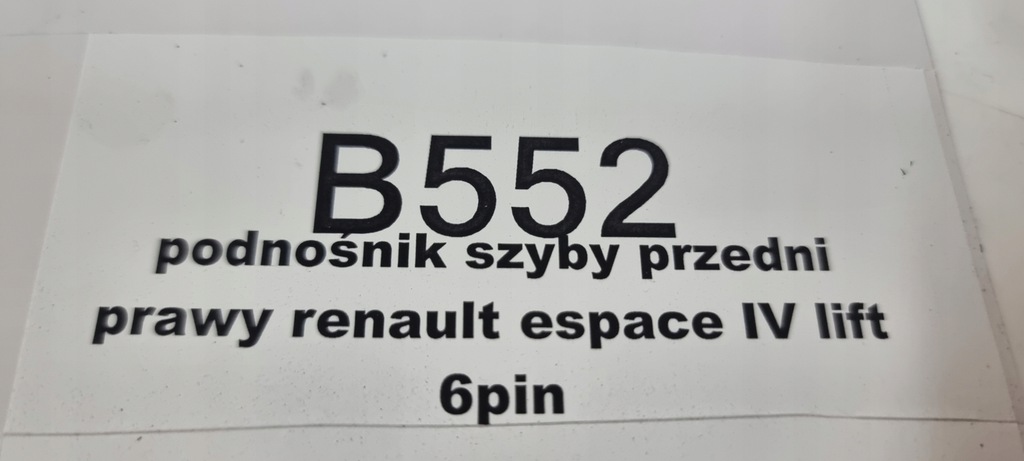 B552
podnośnik szyby przedni
prawy renault espace IV lift
6pin